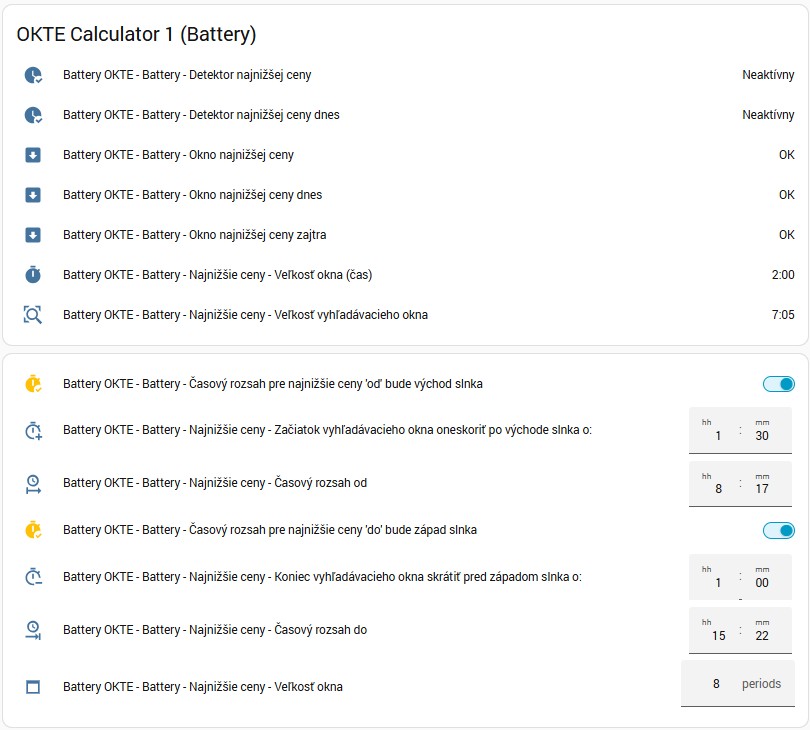 OKTE Calculator 1 (Battery)
Battery OKTE - Battery - Detektor najnižšej ceny Neaktívny
Battery OKTE - Battery - Detektor najnižšej ceny dnes Neaktívny
Battery OKTE - Battery - Okno najnižšej ceny OK
Battery OKTE - Battery - Okno najnižšej ceny dnes OK
Battery OKTE - Battery - Okno najnižšej ceny zajtra OK
Battery OKTE - Battery - Najnižšie ceny - Veľkosť okna (čas) 2:00
Battery OKTE - Battery - Najnižšie ceny - Veľkosť vyhľadávacieho okna 7:05
Battery OKTE - Battery - Časový rozsah pre najnižšie ceny 'od' bude východ slnka
Battery OKTE - Battery - Najnižšie ceny - Začiatok vyhľadávacieho okna oneskoriť po východe slnka o: hh 1 : mm 30
Battery OKTE - Battery - Najnižšie ceny - Časový rozsah od hh 8 : mm 17
Battery OKTE - Battery - Časový rozsah pre najnižšie ceny 'do' bude západ slnka
Battery OKTE - Battery - Najnižšie ceny - Koniec vyhľadávacieho okna skrátiť pred západom slnka o: hh 1 : mm 00
Battery OKTE - Battery - Najnižšie ceny - Časový rozsah do hh 15 : mm 22
Battery OKTE - Battery - Najnižšie ceny - Veľkosť okna 8 periods